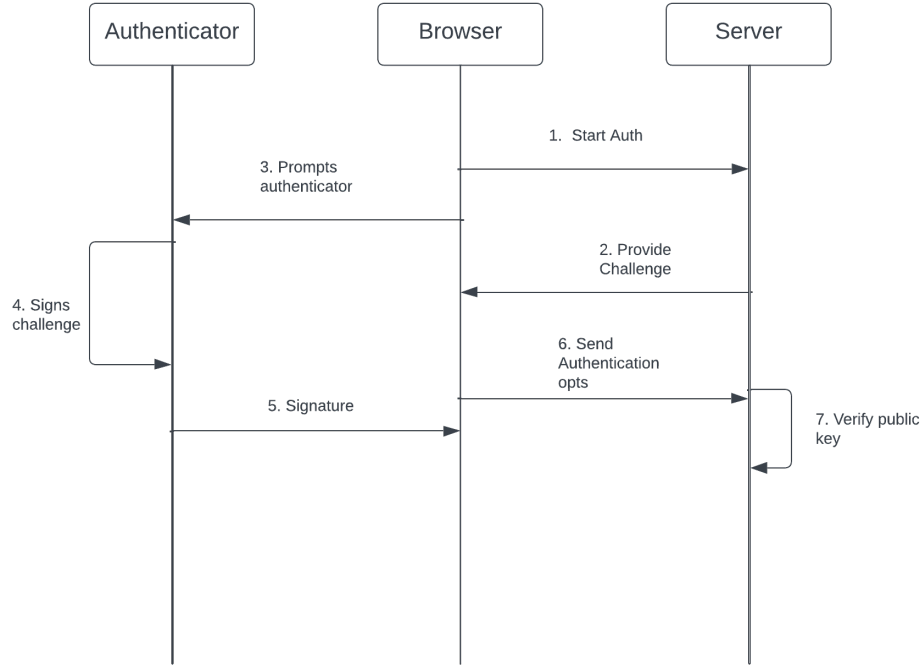 Authenticator
Browser
Server
1. Start Auth
3. Prompts
authenticator
2. Provide
Challenge
4. Signs
challenge
6. Send
Authentication
opts
5. Signature
7. Verify public
key